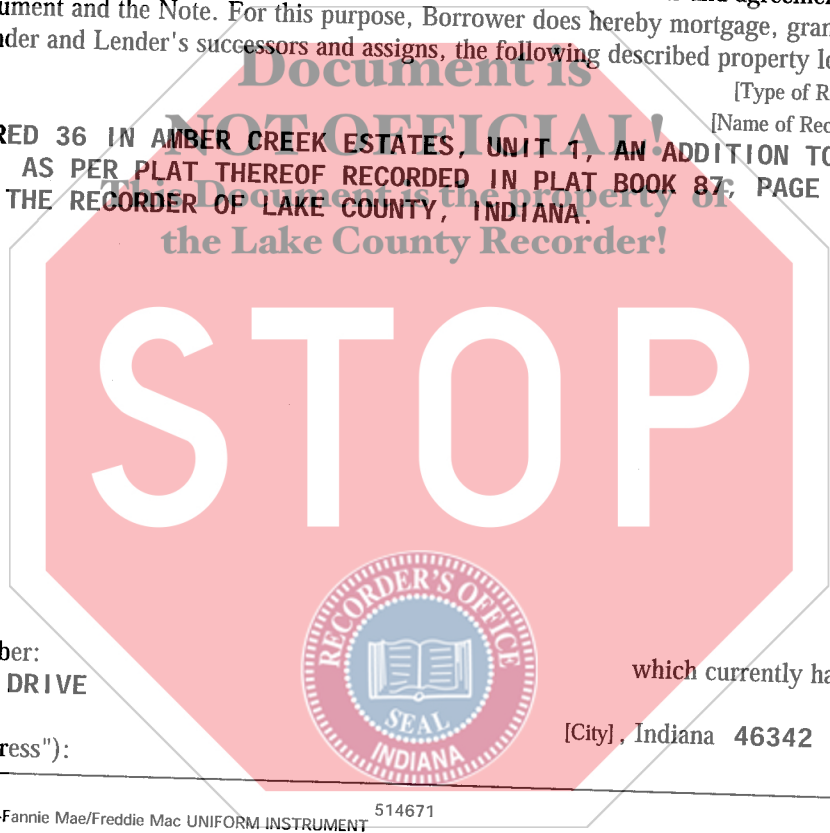 ument and the Note. For this purpose, Borrower does hereby mortgage, gran
nder and Lender's successors and assigns, the following described property lo
Document is
[Type of R
NOT OFFICIAL!
[Name of Rec
RED 36 IN AMBER CREEK ESTATES, UNIT 1, AN ADDITION TO
AS PER PLAT THEREOF RECORDED IN PLAT BOOK 87, PAGE
This Document is the property of
THE RECORDER OF LAKE COUNTY, INDIANA.
the Lake County Recorder!
STOP
RECORDER'S OFFICE
SEAL
INDIANA
ber:
which currently ha
DRIVE
[City], Indiana 46342
ress"):
-Fannie Mae/Freddie Mac UNIFORM INSTRUMENT 514671